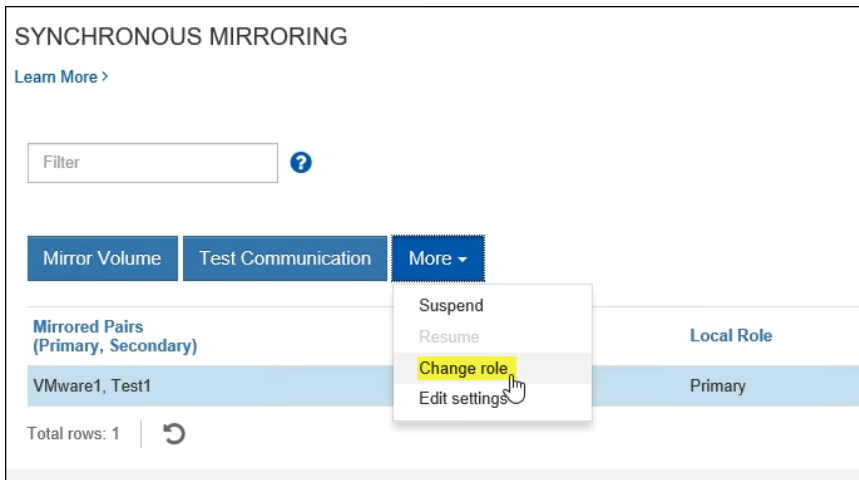 SYNCHRONOUS MIRRORING
Learn More >
Filter
?
Mirror Volume
Test Communication
More
Suspend
Resume
Change role
Edit settings
Mirrored Pairs
(Primary, Secondary)
Local Role
VMware1, Test1
Primary
Total rows: 1